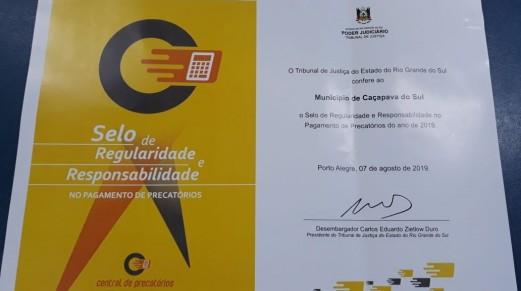 Selo de
Regularidade e
Responsabilidade
NO PAGAMENTO DE PRECATÓRIOS
central de precatórios
PODER JUDICIÁRIO
TRIBUNAL DE JUSTIÇA
O Tribunal de Justiça do Estado do Rio Grande do Sul
confere ao
Município de Caçapava do Sul
o Selo de Regularidade e Responsabilidade no
Pagamento de Precatórios do ano de 2019.
Porto Alegre, 07 de agosto de 2019.
Desembargador Carlos Eduardo Zietlow Duro
Presidente do Tribunal de Justiça do Estado do Rio Grande do Sul